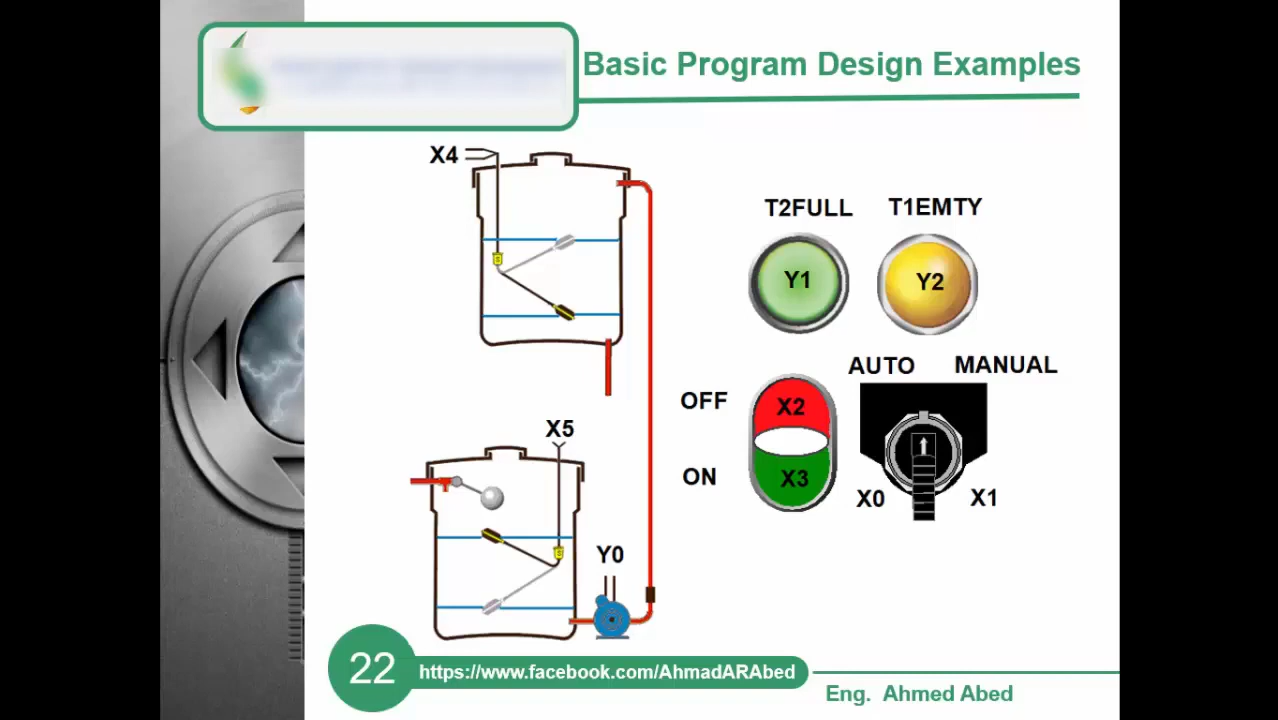 Basic Program Design Examples
X4
T2FULL T1EMTY
Y1 Y2
AUTO MANUAL
OFF X2
X5
ON X3
X0 X1
Y0
22
https://www.facebook.com/AhmadARAbed
Eng. Ahmed Abed